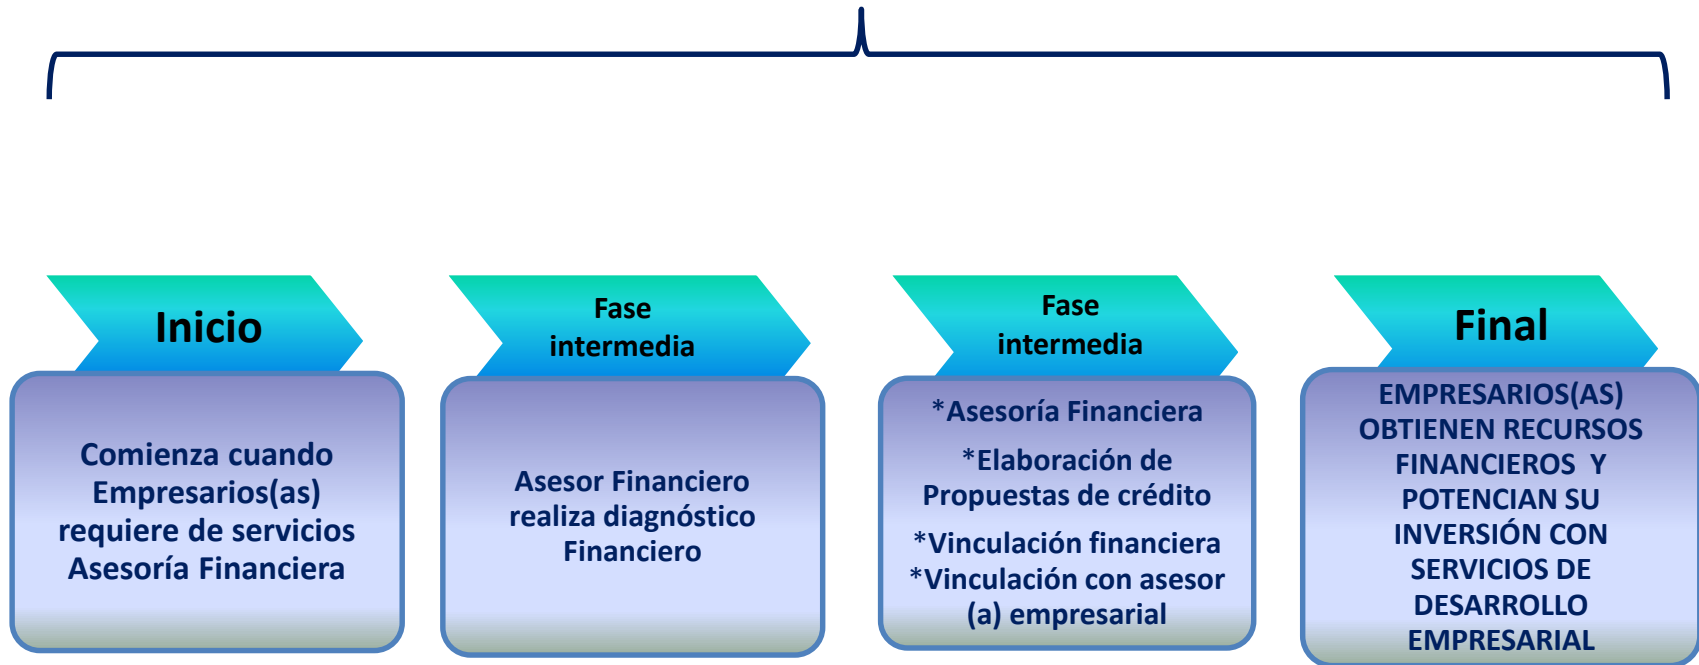 Inicio
Comienza cuando
Empresarios(as)
requiere de servicios
Asesoría Financiera
Fase
intermedia
Asesor Financiero
realiza diagnóstico
Financiero
Fase
intermedia
*Asesoría Financiera
*Elaboración de
Propuestas de crédito
*Vinculación financiera
*Vinculación con asesor
(a) empresarial
Final
EMPRESARIOS(AS)
OBTIENEN RECURSOS
FINANCIEROS Y
POTENCIAN SU
INVERSIÓN CON
SERVICIOS DE
DESARROLLO
EMPRESARIAL